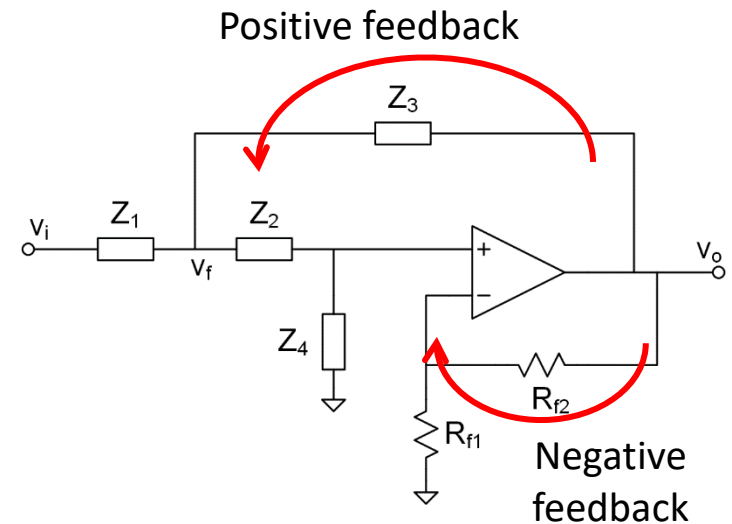 Positive feedback
Z3
Vi
Z1
Z2
Vf
+
−
Vo
Z4
Rf2
Rf1
Negative
feedback